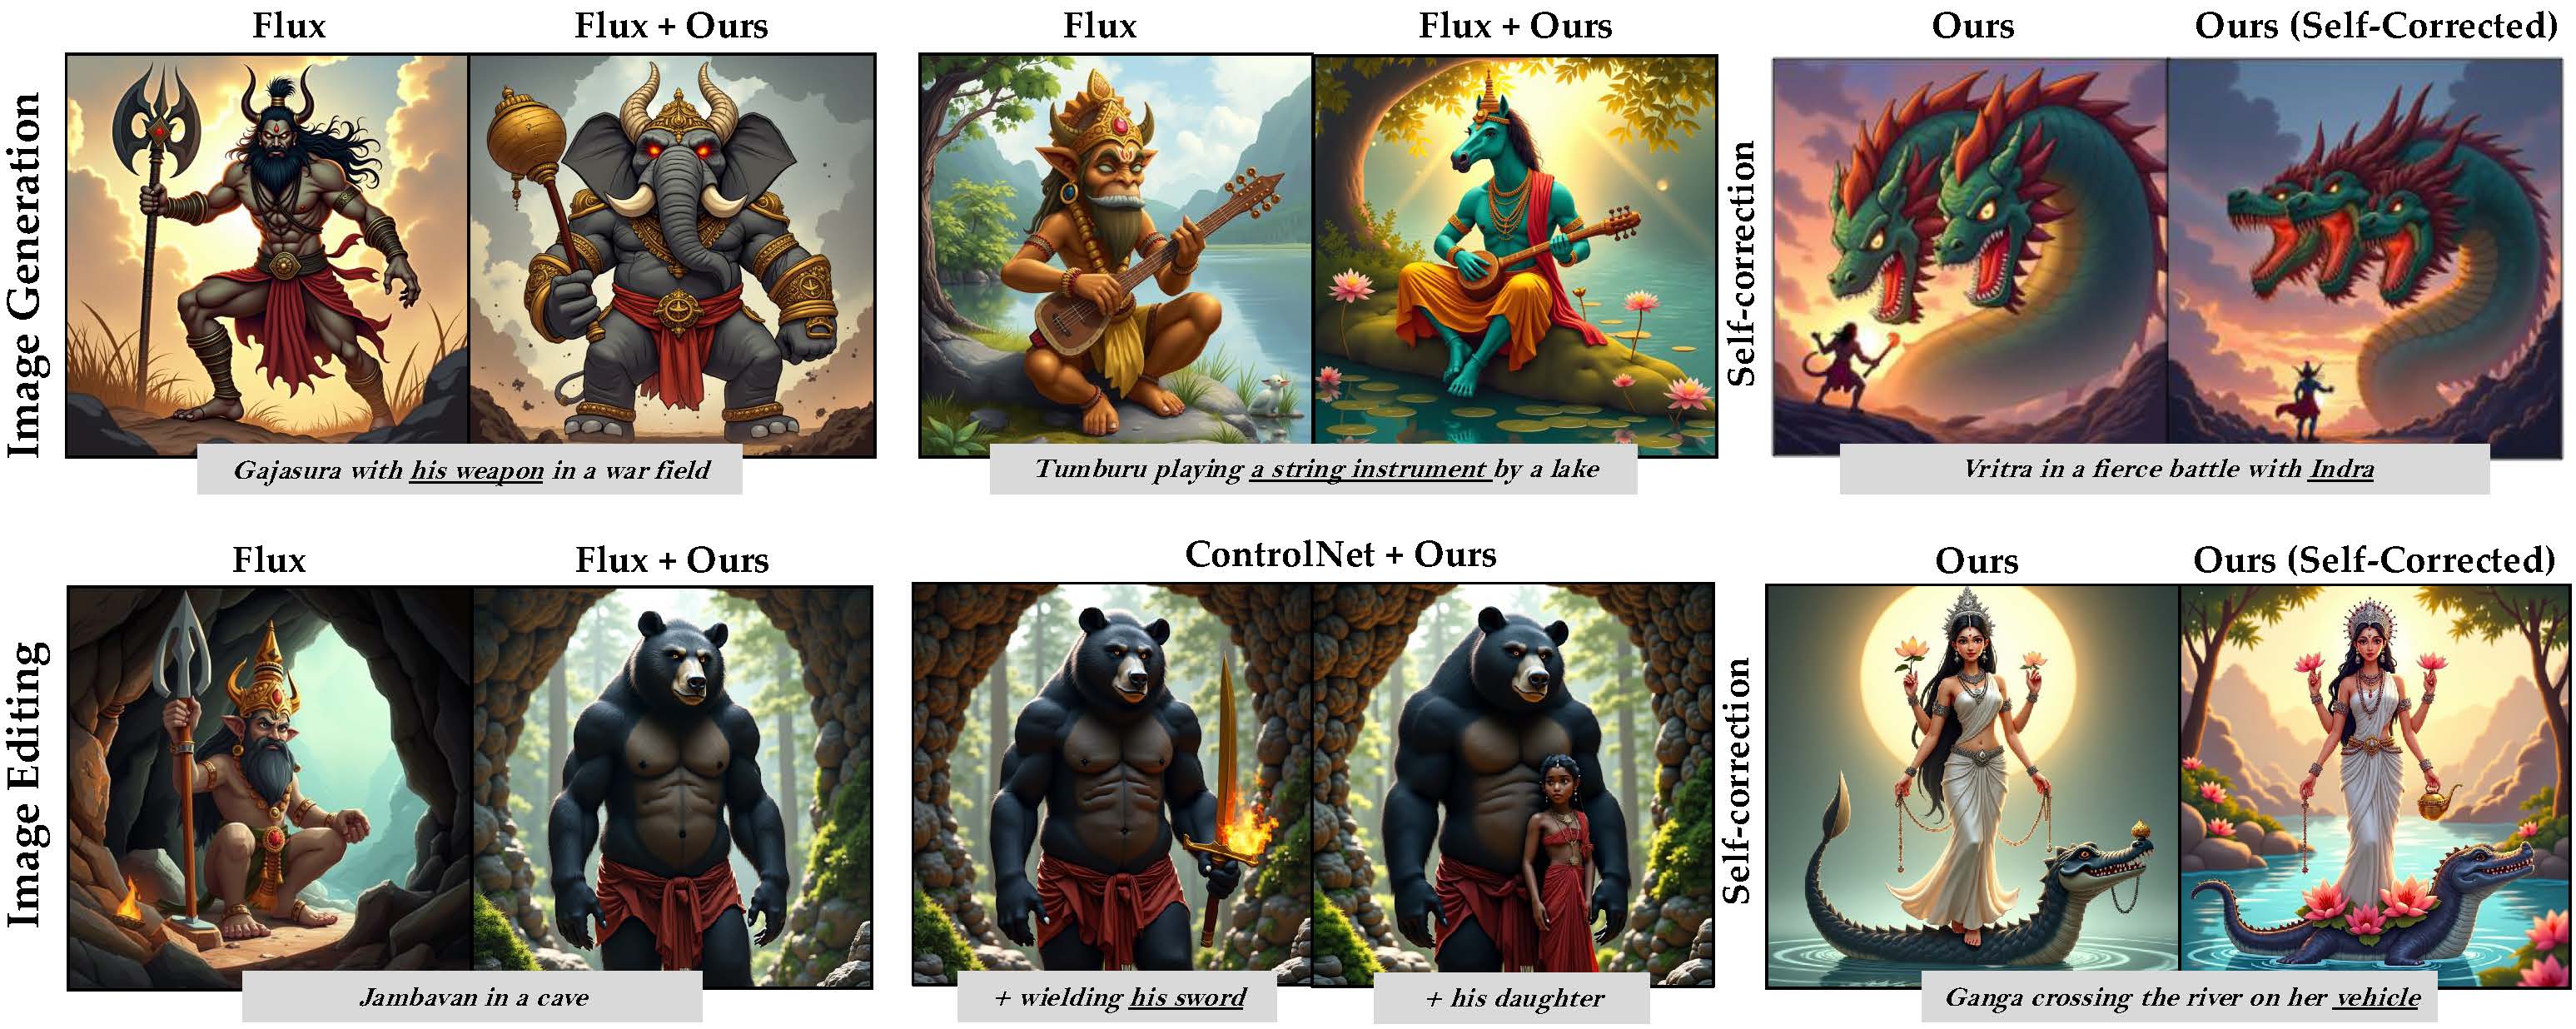 Flux
Flux + Ours
Flux
Flux + Ours
Ours
Ours (Self-Corrected)
Image Generation
Self-correction
Gajasura with his weapon in a war field
Tumburu playing a string instrument by a lake
Vritra in a fierce battle with Indra
Flux
Flux + Ours
ControlNet + Ours
Ours
Ours (Self-Corrected)
Image Editing
Self-correction
Jambavan in a cave
+ wielding his sword
+ his daughter
Ganga crossing the river on her vehicle